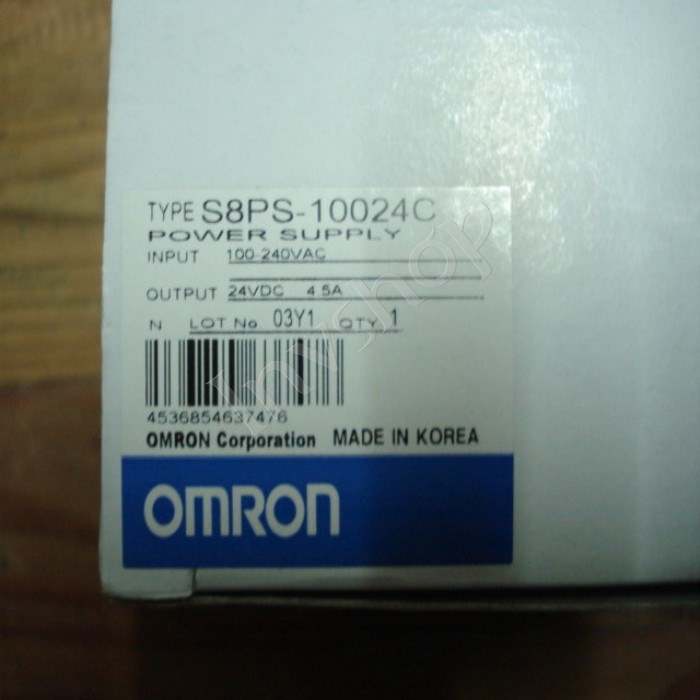 TYPE S8PS-10024C
POWER SUPPLY
INPUT 100-240VAC
OUTPUT 24VDC 4.5A
N LOT No 03Y1 QTY 1
4536854637476
OMRON Corporation MADE IN KOREA
OMRON
Invshop